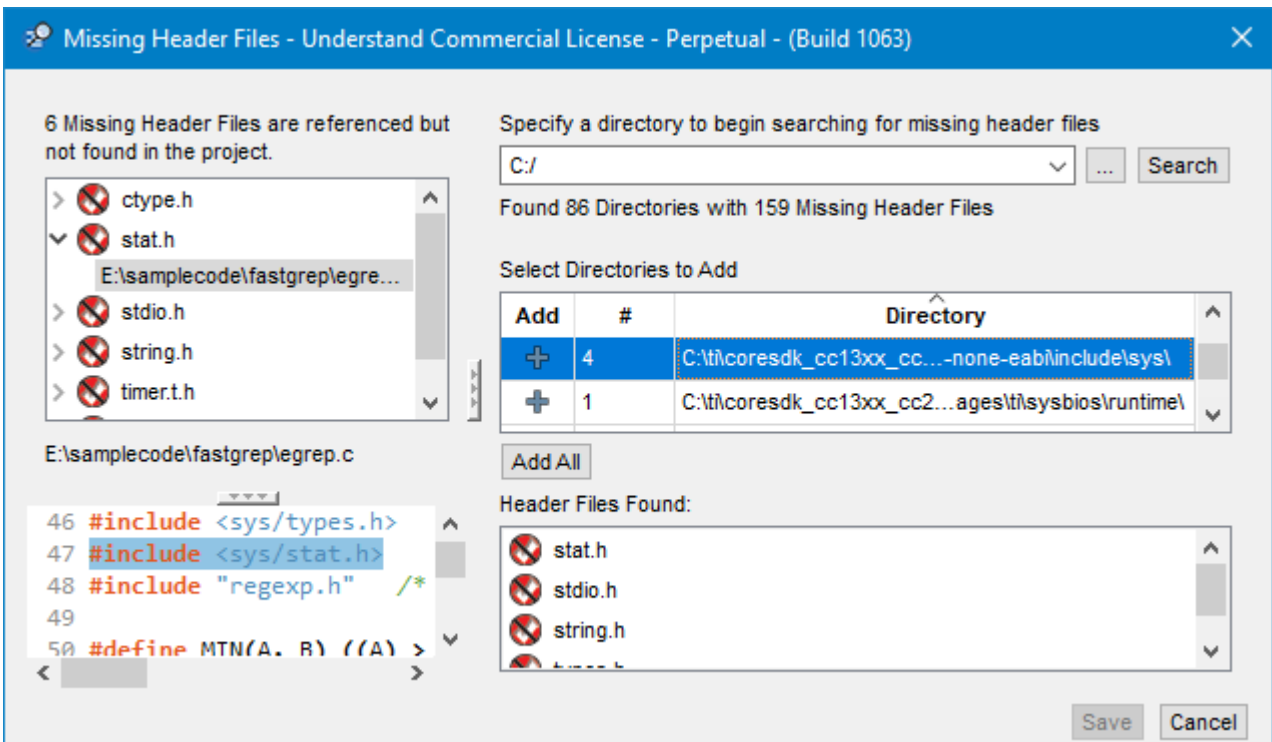 Missing Header Files - Understand Commercial License - Perpetual - (Build 1063)
6 Missing Header Files are referenced but
not found in the project.
ctype.h
stat.h
E:\samplecode\fastgrep\egre...
stdio.h
string.h
timer.t.h
E:\samplecode\fastgrep\egrep.c
46 #include <sys/types.h>
47 #include <sys/stat.h>
48 #include "regexp.h" /*
49
50 #define MIN(A, B) ((A) >
Specify a directory to begin searching for missing header files
C:/
... Search
Found 86 Directories with 159 Missing Header Files
Select Directories to Add
Add # Directory
4 C:\ti\coresdk_cc13xx_cc...-none-eabi\include\sys\
1 C:\ti\coresdk_cc13xx_cc2...ages\ti\sysbios\runtime\
Add All
Header Files Found:
stat.h
stdio.h
string.h
types.h
Save Cancel